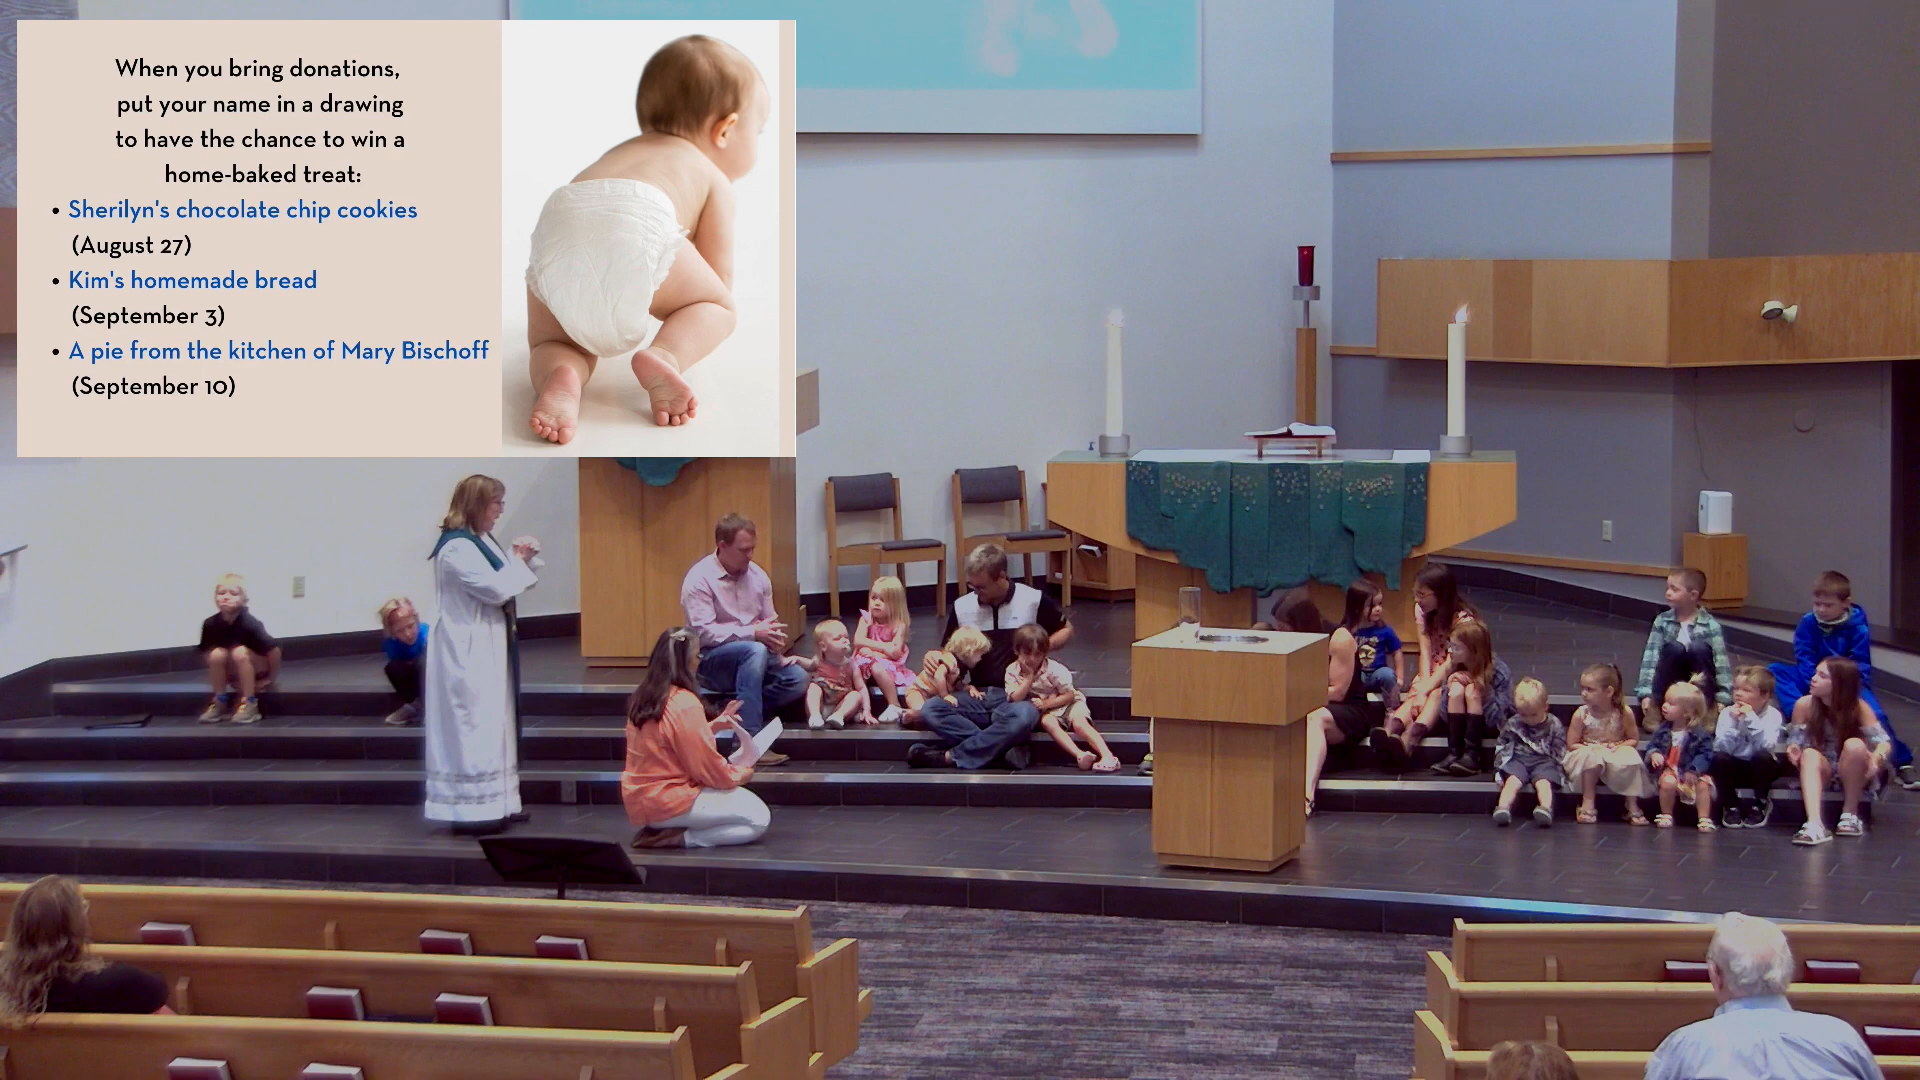 When you bring donations,
put your name in a drawing
to have the chance to win a
home-baked treat:
• Sherilyn's chocolate chip cookies
(August 27)
• Kim's homemade bread
(September 3)
• A pie from the kitchen of Mary Bischoff
(September 10)